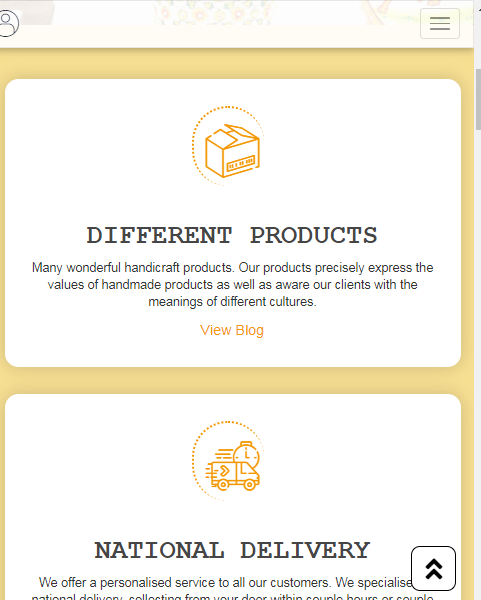 DIFFERENT PRODUCTS
Many wonderful handicraft products. Our products precisely express the
values of handmade products as well as aware our clients with the
meanings of different cultures.
View Blog
NATIONAL DELIVERY
We offer a personalised service to all our customers. We specialise
national delivery, collecting from your door within couple hours or couple